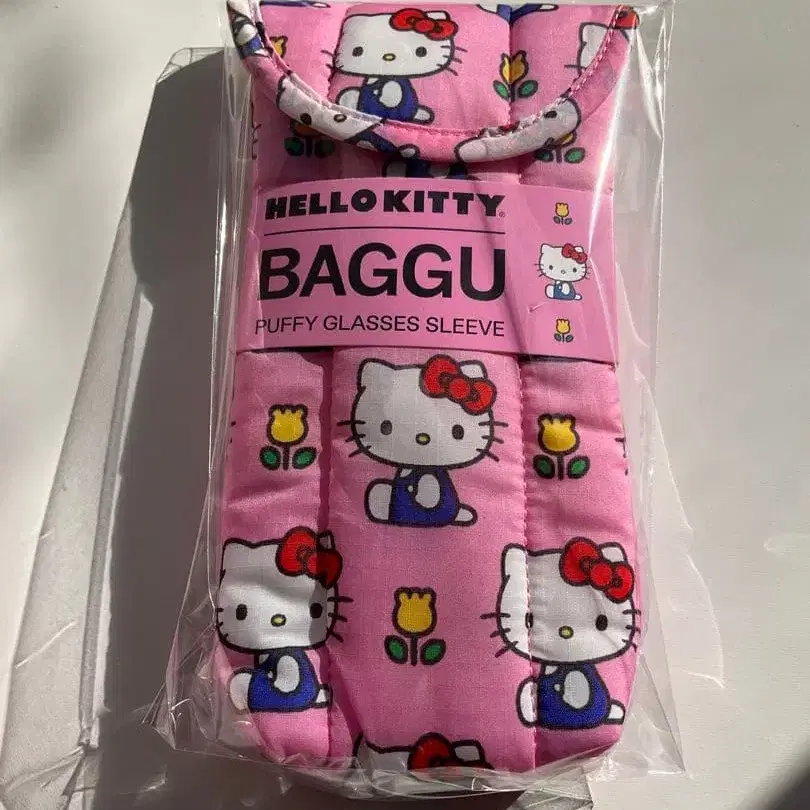 HELLO KITTY®
BAGGU
PUFFY GLASSES SLEEVE